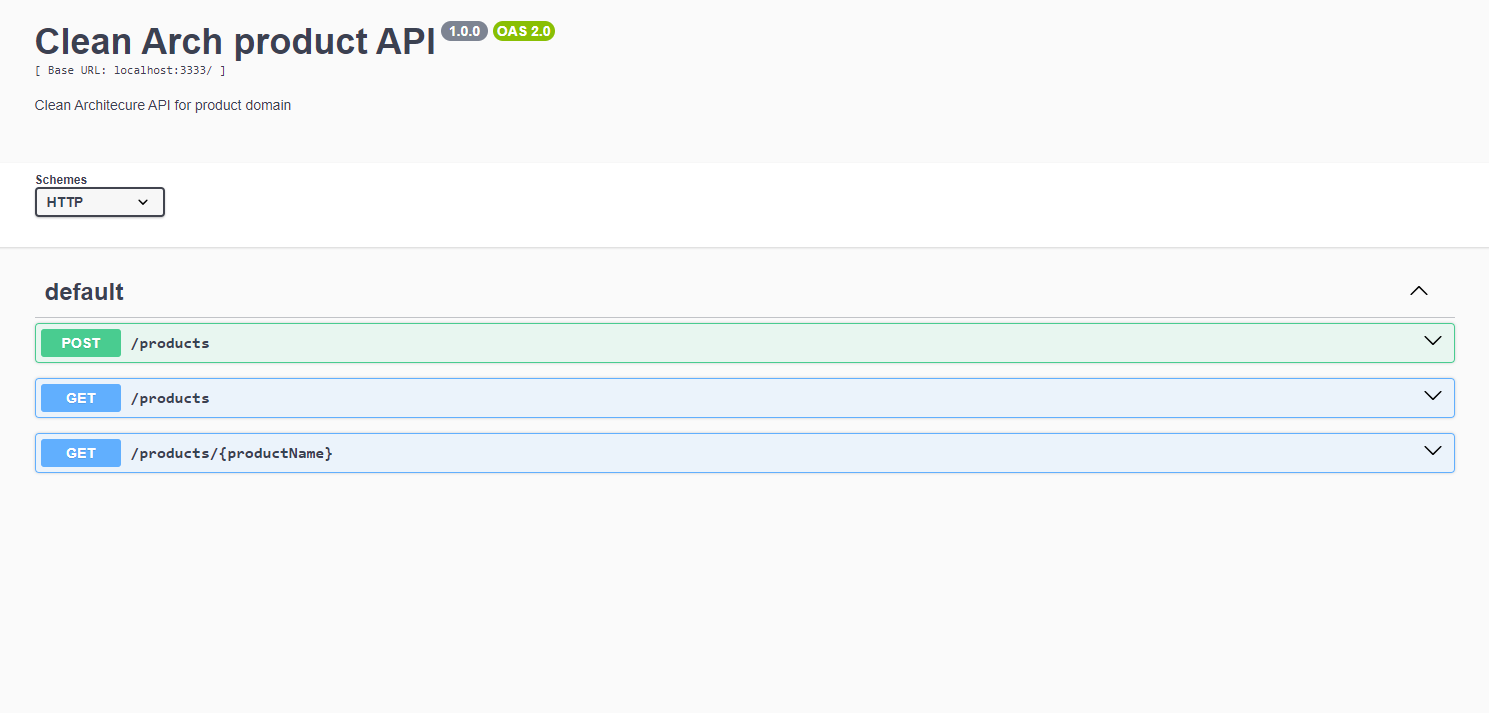 Clean Arch product API 1.0.0 OAS 2.0
[ Base URL: localhost:3333/ ]
Clean Architecure API for product domain
Schemes
HTTP
default
POST /products
GET /products
GET /products/{productName}